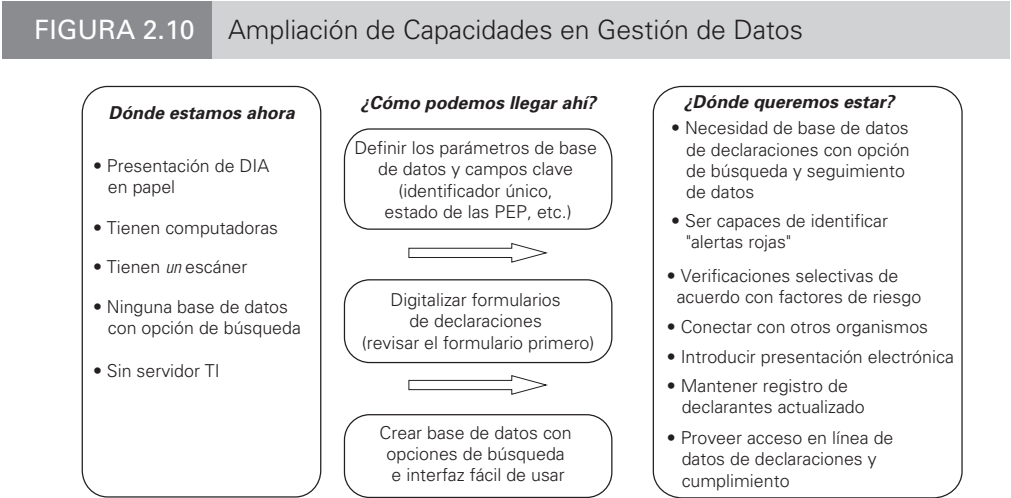 FIGURA 2.10 Ampliación de Capacidades en Gestión de Datos
Dónde estamos ahora
• Presentación de DIA
en papel
• Tienen computadoras
• Tienen un escáner
• Ninguna base de datos
con opción de búsqueda
• Sin servidor TI
¿Cómo podemos llegar ahí?
Definir los parámetros de base
de datos y campos clave
(identificador único,
estado de las PEP, etc.)
Digitalizar formularios
de declaraciones
(revisar el formulario primero)
Crear base de datos con
opciones de búsqueda
e interfaz fácil de usar
¿Dónde queremos estar?
• Necesidad de base de datos
de declaraciones con opción
de búsqueda y seguimiento
de datos
• Ser capaces de identificar
"alertas rojas"
• Verificaciones selectivas de
acuerdo con factores de riesgo
• Conectar con otros organismos
• Introducir presentación electrónica
• Mantener registro de
declarantes actualizado
• Proveer acceso en línea de
datos de declaraciones y
cumplimiento